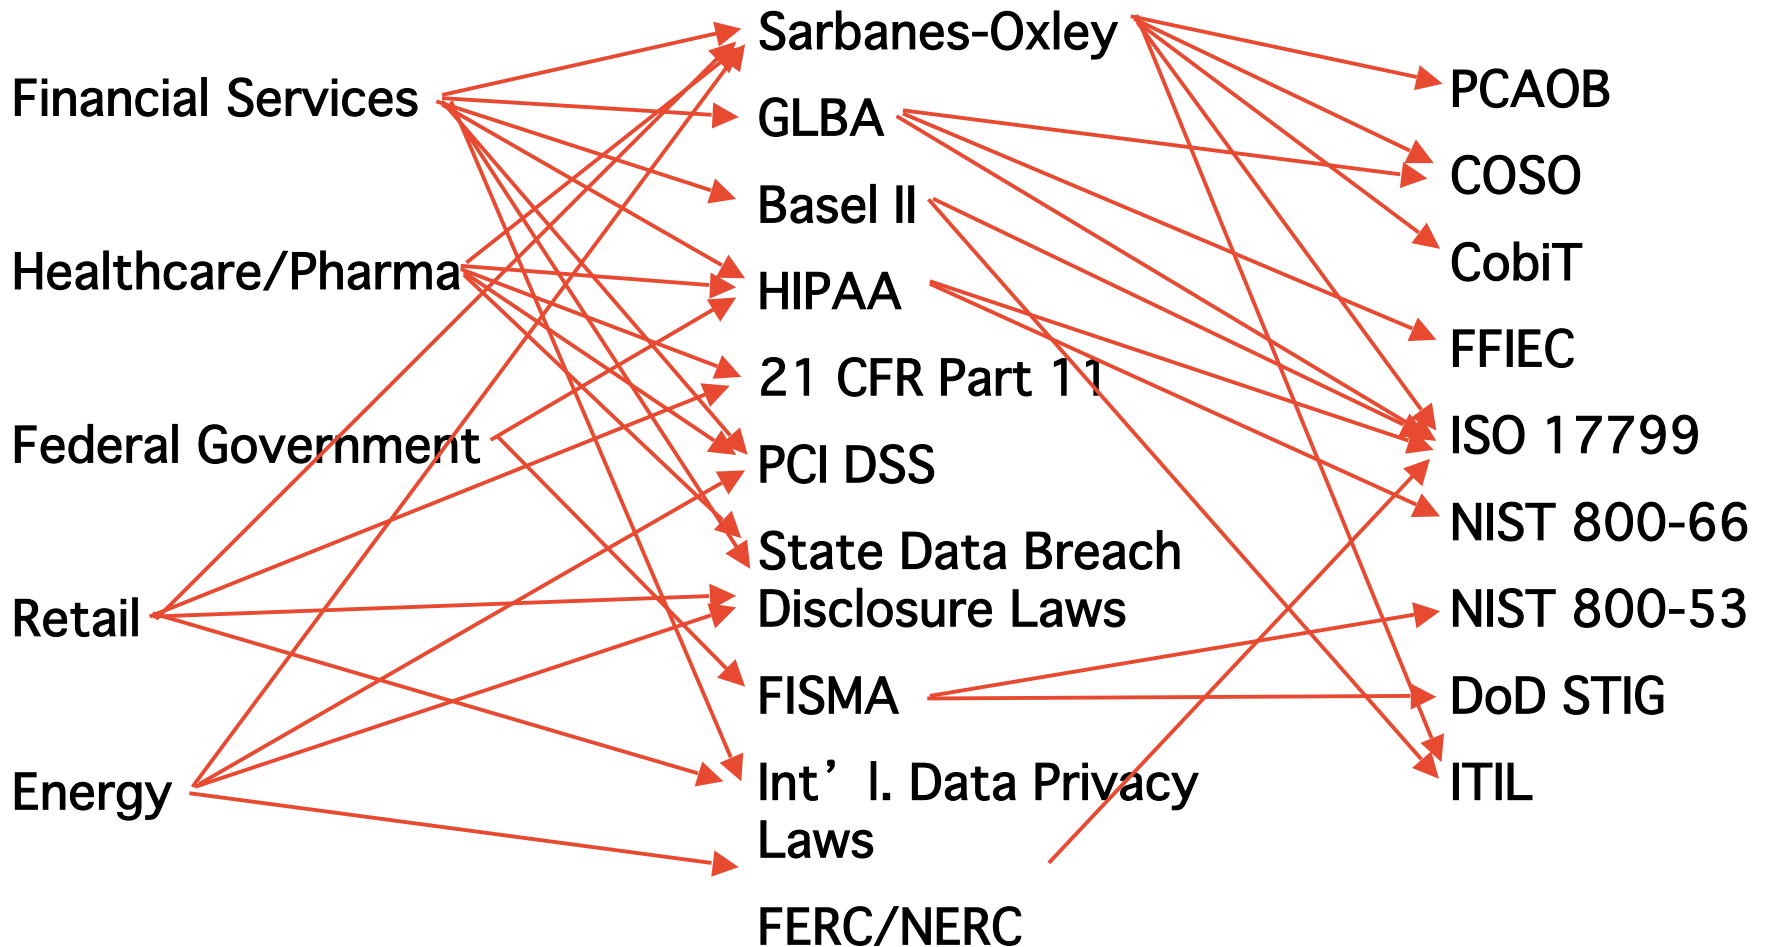 Financial Services
Healthcare/Pharma
Federal Government
Retail
Energy
Sarbanes-Oxley
GLBA
Basel II
HIPAA
21 CFR Part 11
PCI DSS
State Data Breach
Disclosure Laws
FISMA
Int’l. Data Privacy
Laws
FERC/NERC
PCAOB
COSO
CobiT
FFIEC
ISO 17799
NIST 800-66
NIST 800-53
DoD STIG
ITIL